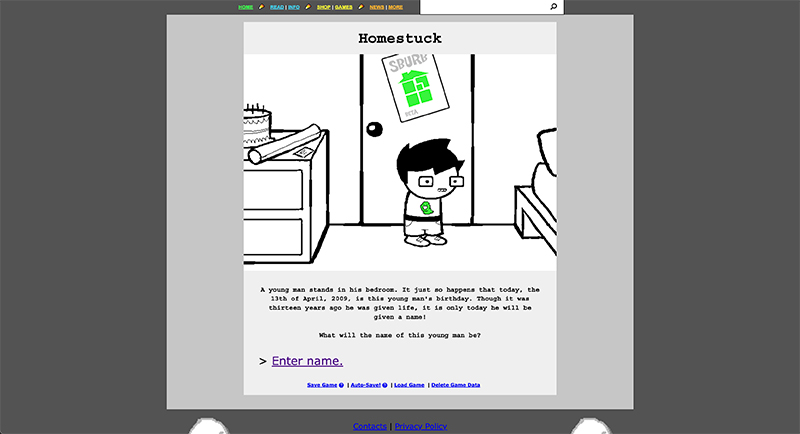 HOME READ | INFO SHOP | GAMES NEWS | MORE
Homestuck
SBURB
BETA
A young man stands in his bedroom. It just so happens that today, the
13th of April, 2009, is this young man's birthday. Though it was
thirteen years ago he was given life, it is only today he will be
given a name!
What will the name of this young man be?
> Enter name.
Save Game ? | Auto-Save! ? | Load Game | Delete Game Data
Contacts | Privacy Policy